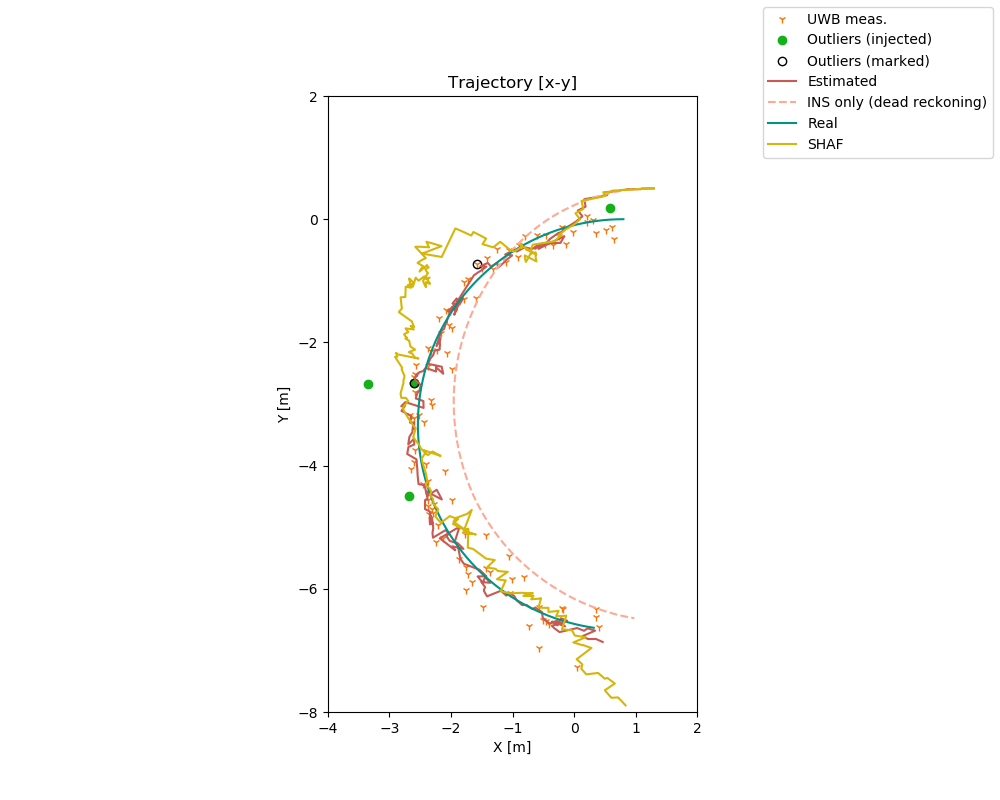 UWB meas.
Outliers (injected)
Outliers (marked)
Estimated
INS only (dead reckoning)
Real
SHAF
Trajectory [x-y]
2
0
−2
−4
−6
−8
Y [m]
−4 −3 −2 −1 0 1 2
X [m]